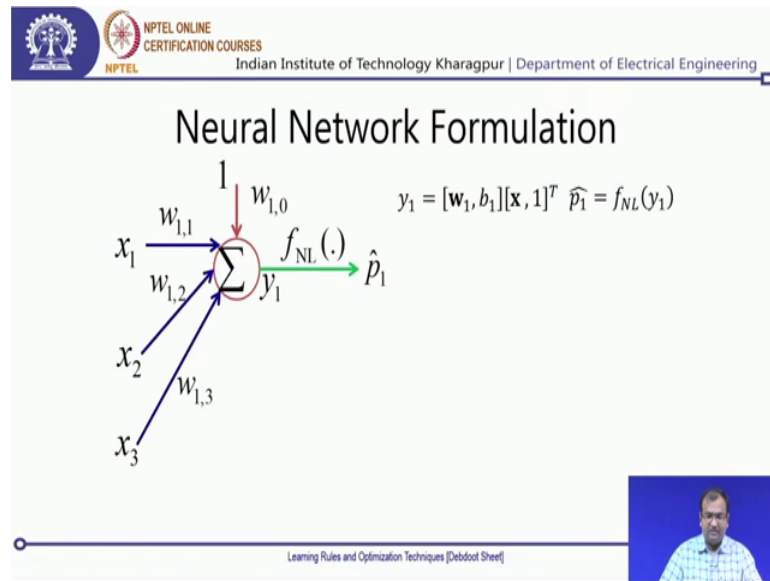 NPTEL ONLINE
CERTIFICATION COURSES
NPTEL
Indian Institute of Technology Kharagpur | Department of Electrical Engineering
Neural Network Formulation
1
w₁,₀
y₁ = [𝐰₁, b₁][𝐱, 1]ᵀ p̂₁ = f_NL(y₁)
w₁,₁
x₁
Σ
f_NL(.)
y₁
p̂₁
w₁,₂
x₂
w₁,₃
x₃
Learning Rules and Optimization Techniques [Debdoot Sheet]